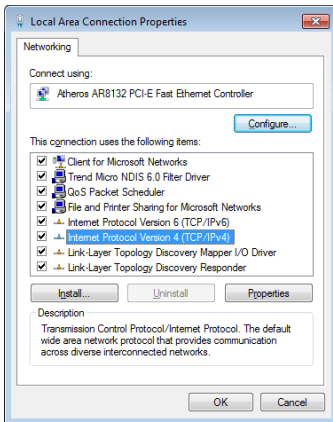 Local Area Connection Properties
Networking
Connect using:
Atheros AR8132 PCI-E Fast Ethernet Controller
Configure...
This connection uses the following items:
Client for Microsoft Networks
Trend Micro NDIS 6.0 Filter Driver
QoS Packet Scheduler
File and Printer Sharing for Microsoft Networks
Internet Protocol Version 6 (TCP/IPv6)
Internet Protocol Version 4 (TCP/IPv4)
Link-Layer Topology Discovery Mapper I/O Driver
Link-Layer Topology Discovery Responder
Install... Uninstall Properties
Description
Transmission Control Protocol/Internet Protocol. The default
wide area network protocol that provides communication
across diverse interconnected networks.
OK Cancel